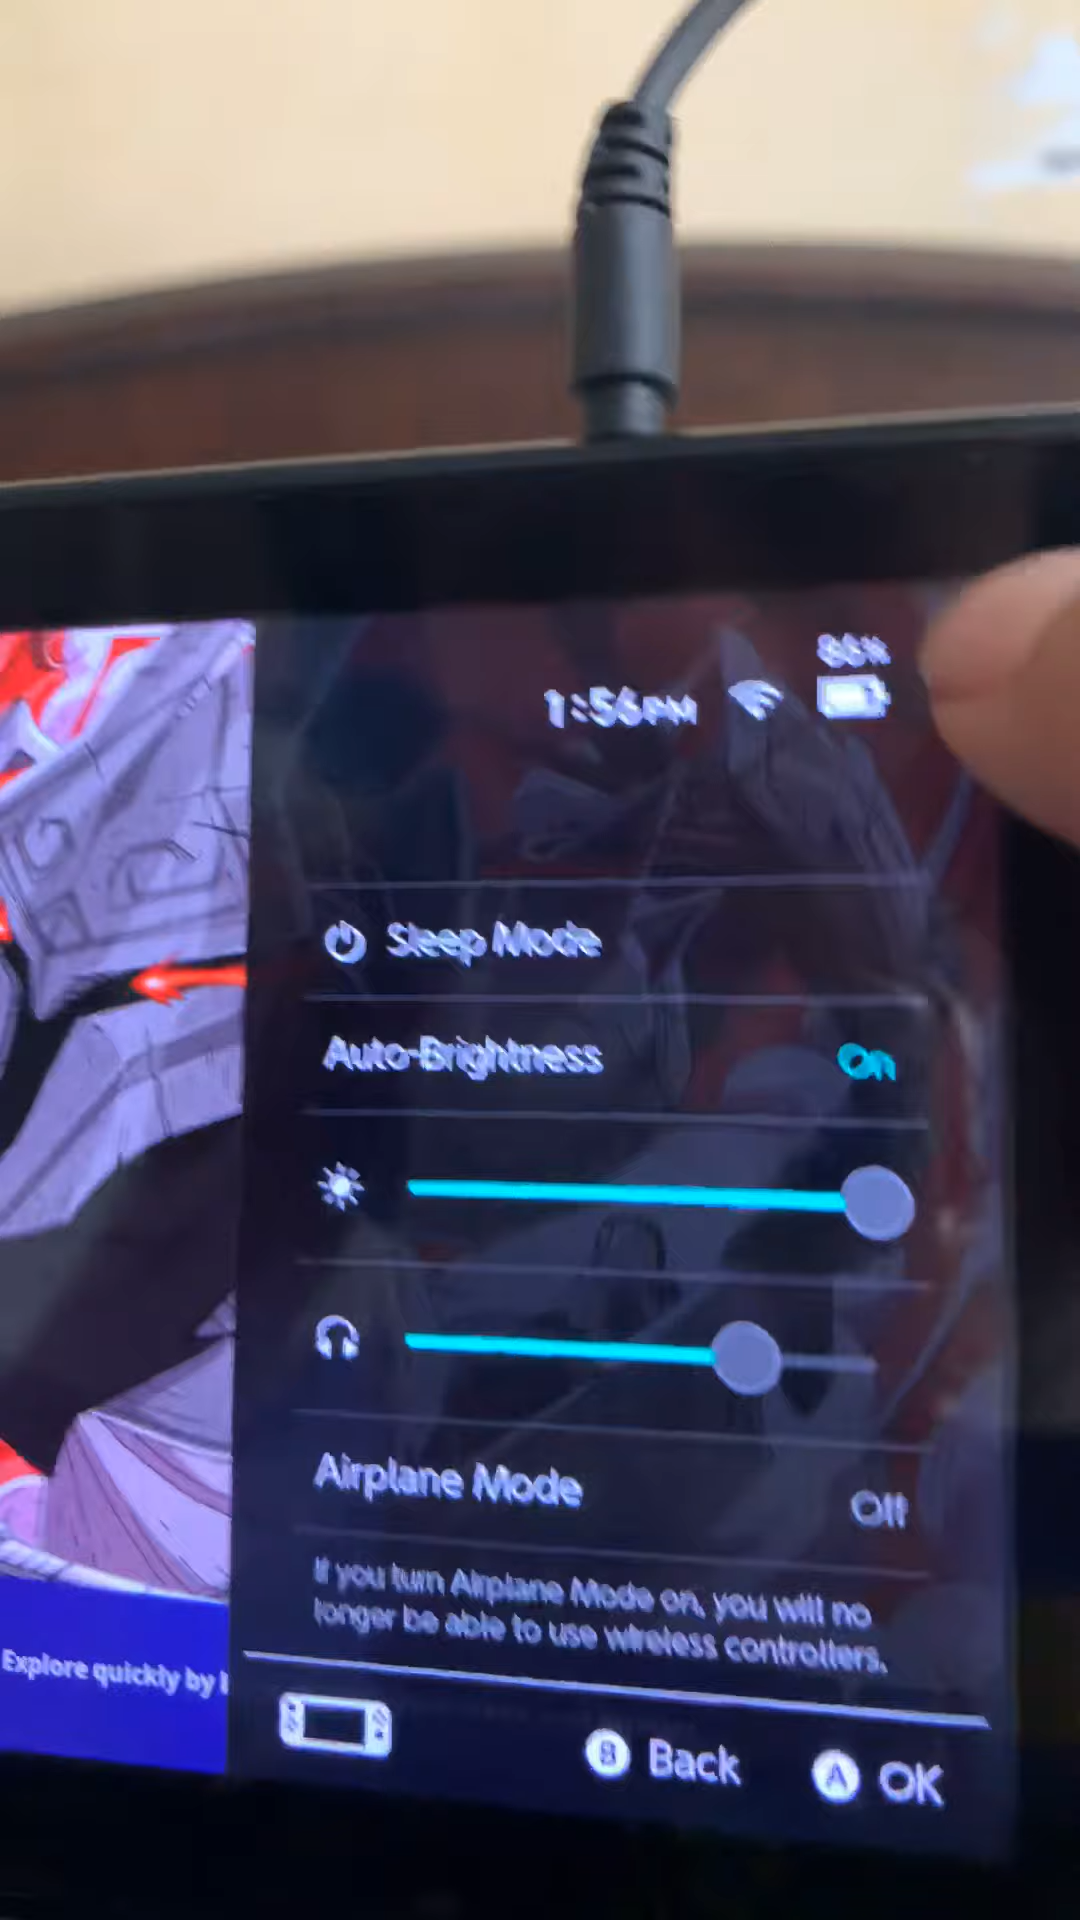 1:56PM
Sleep Mode
Auto-Brightness
On
Airplane Mode
Off
If you turn Airplane Mode on, you will no
longer be able to use wireless controllers.
Explore quickly by
B Back
A OK